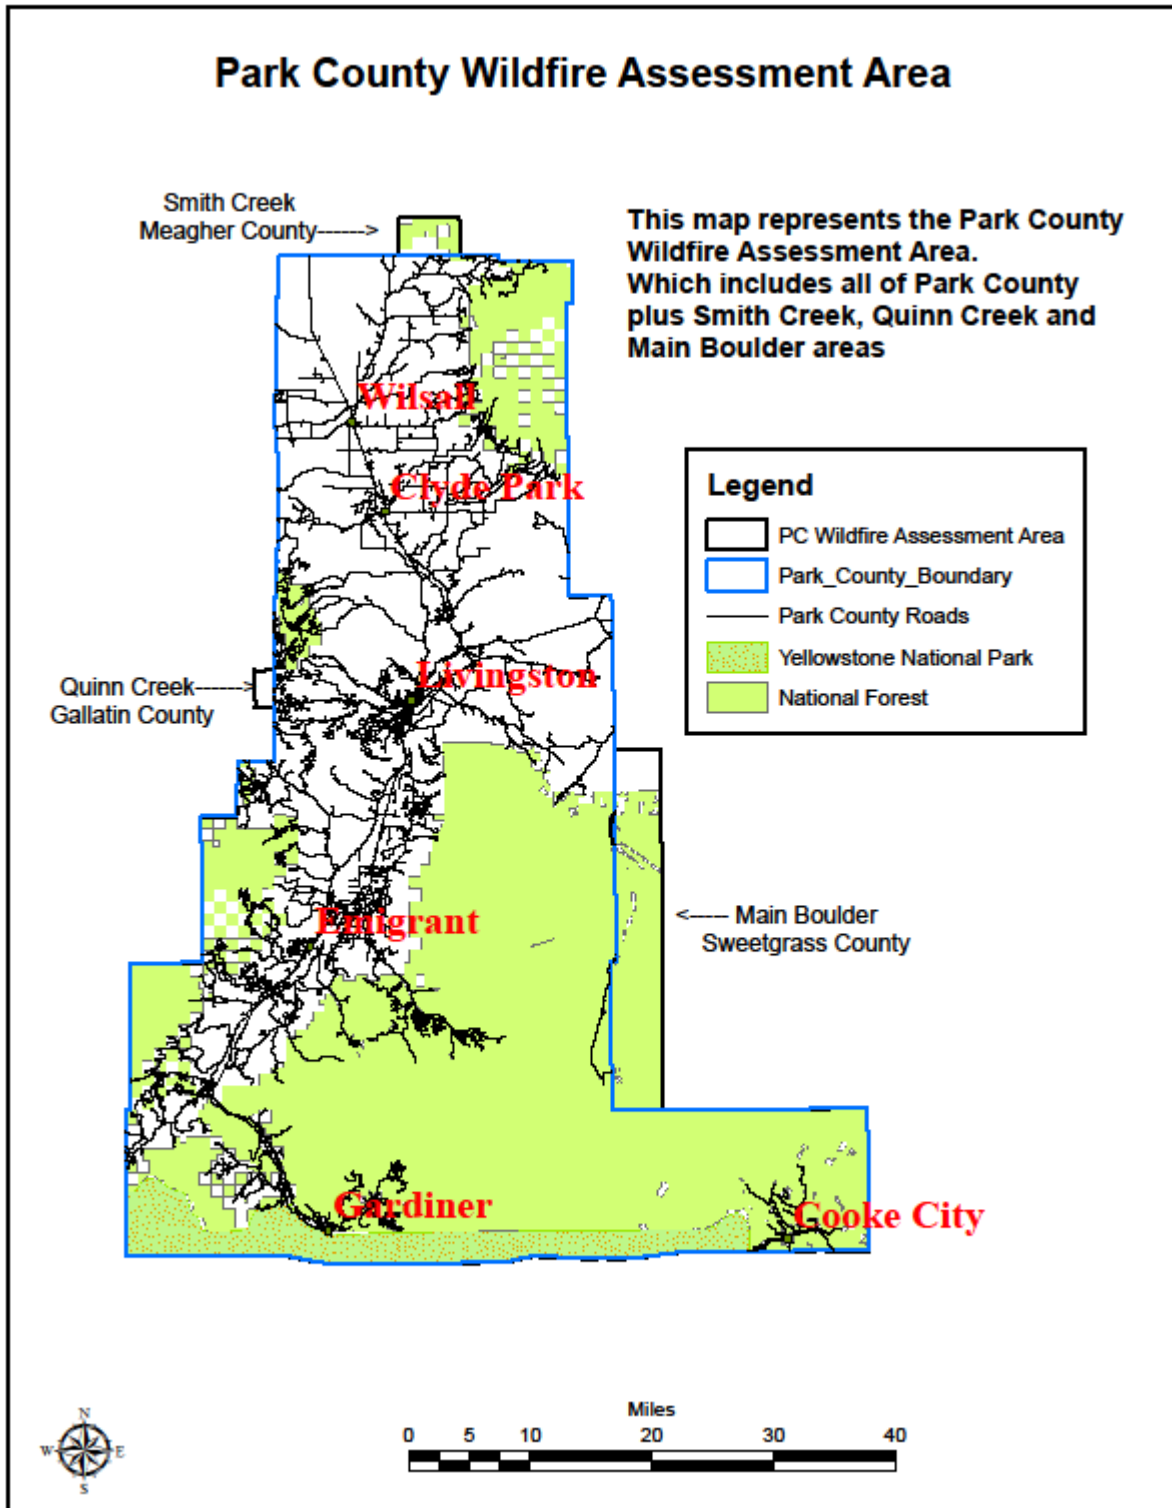 Park County Wildfire Assessment Area
Smith Creek
Meagher County------>
This map represents the Park County
Wildfire Assessment Area.
Which includes all of Park County
plus Smith Creek, Quinn Creek and
Main Boulder areas
Wilsall
Clyde Park
Legend
PC Wildfire Assessment Area
Park_County_Boundary
Park County Roads
Yellowstone National Park
National Forest
Livingston
Quinn Creek------>
Gallatin County
Emigrant
<----- Main Boulder
Sweetgrass County
Gardiner
Cooke City
Miles
0 5 10 20 30 40
N
W E
S